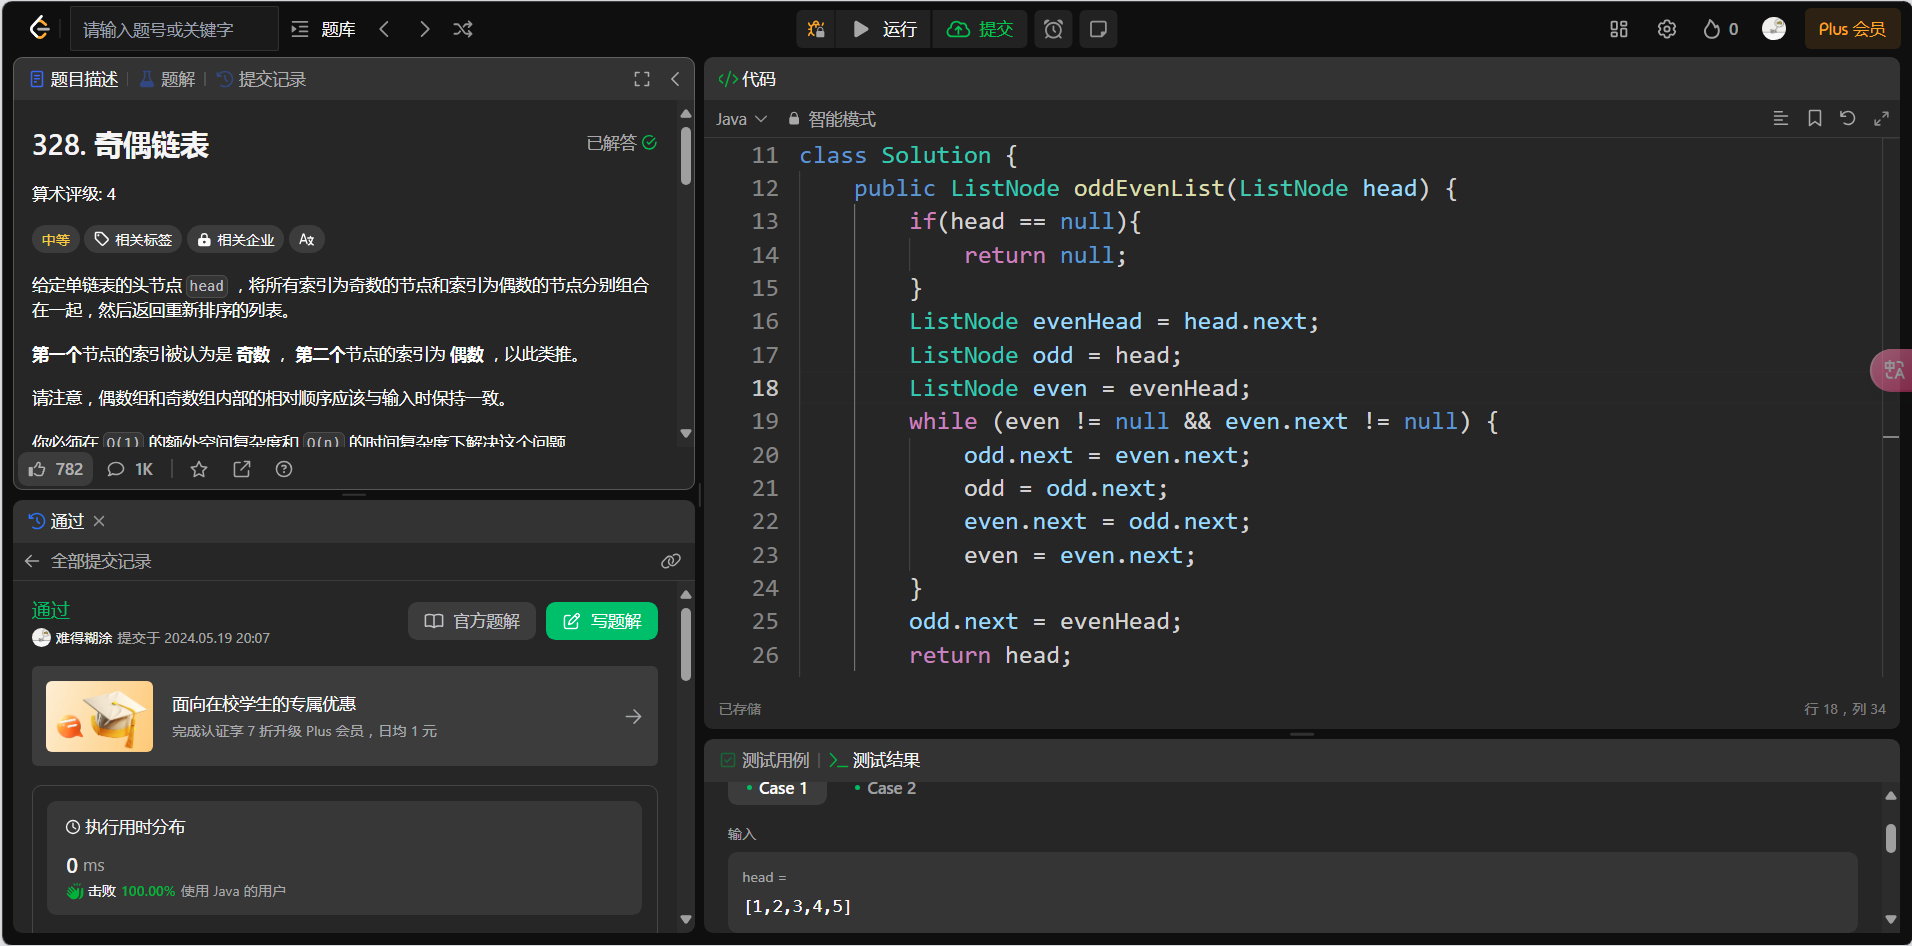 请输入题号或关键字
题库
运行
提交
0
Plus 会员
题目描述
题解
提交记录
328. 奇偶链表
已解答
算术评级: 4
中等
相关标签
相关企业
给定单链表的头节点 head ，将所有索引为奇数的节点和索引为偶数的节点分别组合
在一起，然后返回重新排序的列表。
第一个节点的索引被认为是 奇数 ， 第二个节点的索引为 偶数 ，以此类推。
请注意，偶数组和奇数组内部的相对顺序应该与输入时保持一致。
你必须在 O(1) 的额外空间复杂度和 O(n) 的时间复杂度下解决这个问题
782
1K
通过
全部提交记录
通过
难得糊涂 提交于 2024.05.19 20:07
官方题解
写题解
面向在校学生的专属优惠
完成认证享 7 折升级 Plus 会员，日均 1 元
执行用时分布
0 ms
击败 100.00% 使用 Java 的用户
</> 代码
Java
智能模式
11 class Solution {
12 public ListNode oddEvenList(ListNode head) {
13 if(head == null){
14 return null;
15 }
16 ListNode evenHead = head.next;
17 ListNode odd = head;
18 ListNode even = evenHead;
19 while (even != null && even.next != null) {
20 odd.next = even.next;
21 odd = odd.next;
22 even.next = odd.next;
23 even = even.next;
24 }
25 odd.next = evenHead;
26 return head;
已存储
行 18，列 34
测试用例
测试结果
Case 1
Case 2
输入
head =
[1,2,3,4,5]